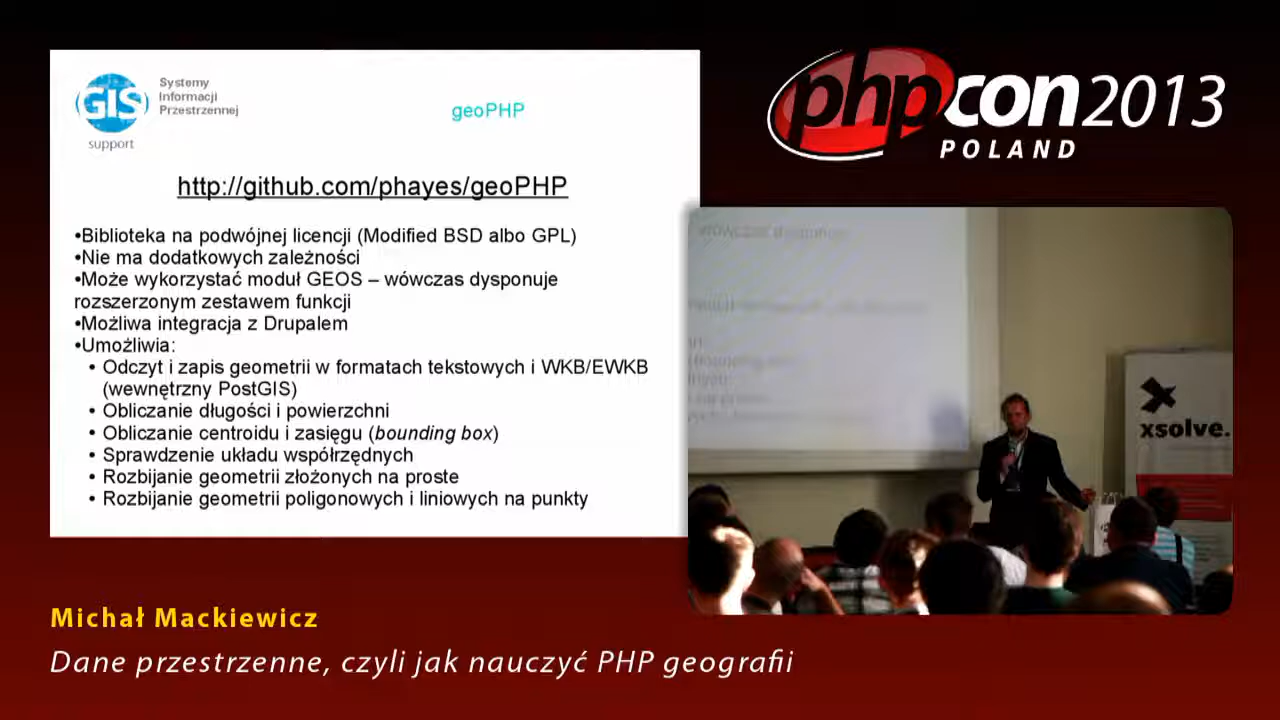 GIS
Systemy
Informacji
Przestrzennej
support
geoPHP
http://github.com/phayes/geoPHP
•Biblioteka na podwójnej licencji (Modified BSD albo GPL)
•Nie ma dodatkowych zależności
•Może wykorzystać moduł GEOS – wówczas dysponuje
rozszerzonym zestawem funkcji
•Możliwa integracja z Drupalem
•Umożliwia:
• Odczyt i zapis geometrii w formatach tekstowych i WKB/EWKB
(wewnętrzny PostGIS)
• Obliczanie długości i powierzchni
• Obliczanie centroidu i zasięgu (bounding box)
• Sprawdzenie układu współrzędnych
• Rozbijanie geometrii złożonych na proste
• Rozbijanie geometrii poligonowych i liniowych na punkty
phpcon2013
POLAND
wówczas dysponuje
xsolve.
Michał Mackiewicz
Dane przestrzenne, czyli jak nauczyć PHP geografii